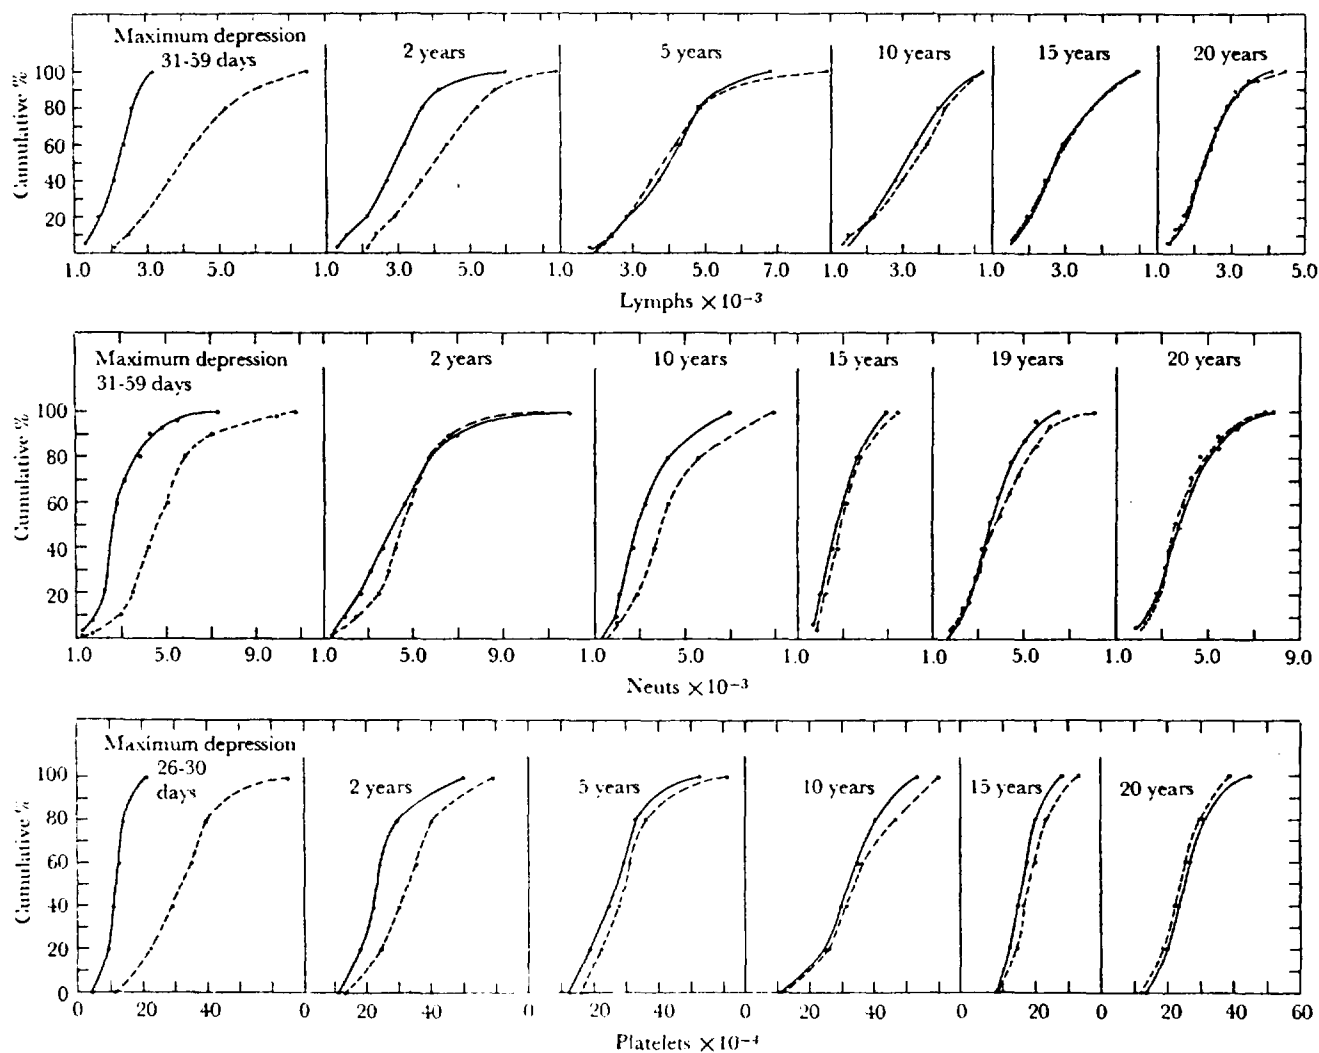 Maximum depression
31-59 days
2 years
5 years
10 years
15 years
20 years
Cumulative %
100
80
60
40
20
1.0 3.0 5.0 1.0 3.0 5.0 1.0 3.0 5.0 7.0 1.0 3.0 1.0 3.0 1.0 3.0 5.0
Lymphs × 10⁻³
Maximum depression
31-59 days
2 years
10 years
15 years
19 years
20 years
Cumulative %
100
80
60
40
20
1.0 5.0 9.0 1.0 5.0 9.0 1.0 5.0 1.0 1.0 5.0 1.0 5.0 9.0
Neuts × 10⁻³
Maximum depression
26-30
days
2 years
5 years
10 years
15 years
20 years
Cumulative %
100
80
60
40
20
0
0 20 40 0 20 40 0 20 40 0 20 40 0 20 0 20 40 60
Platelets × 10⁻⁴